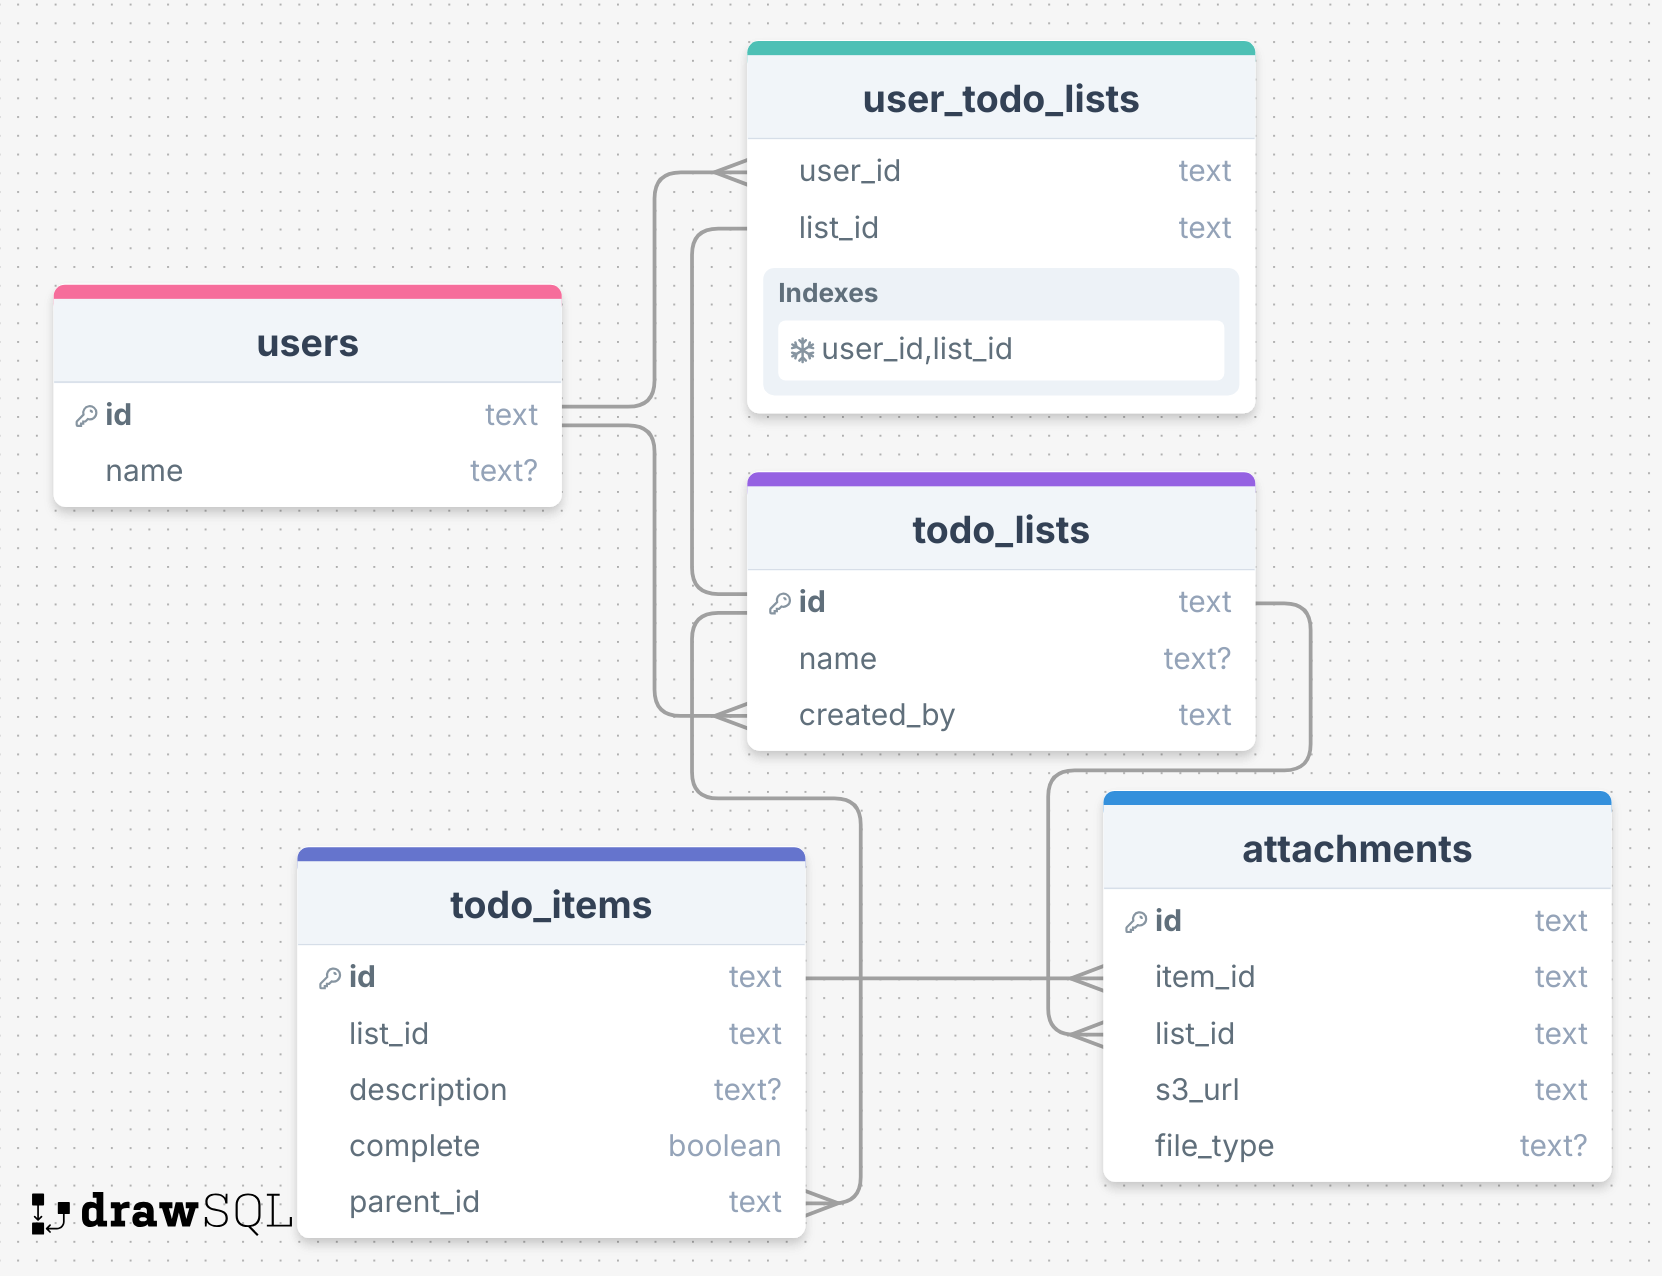 user_todo_lists
user_id text
list_id text
Indexes
user_id,list_id
users
id text
name text?
todo_lists
id text
name text?
created_by text
attachments
id text
item_id text
list_id text
s3_url text
file_type text?
todo_items
id text
list_id text
description text?
complete boolean
parent_id text
drawSQL